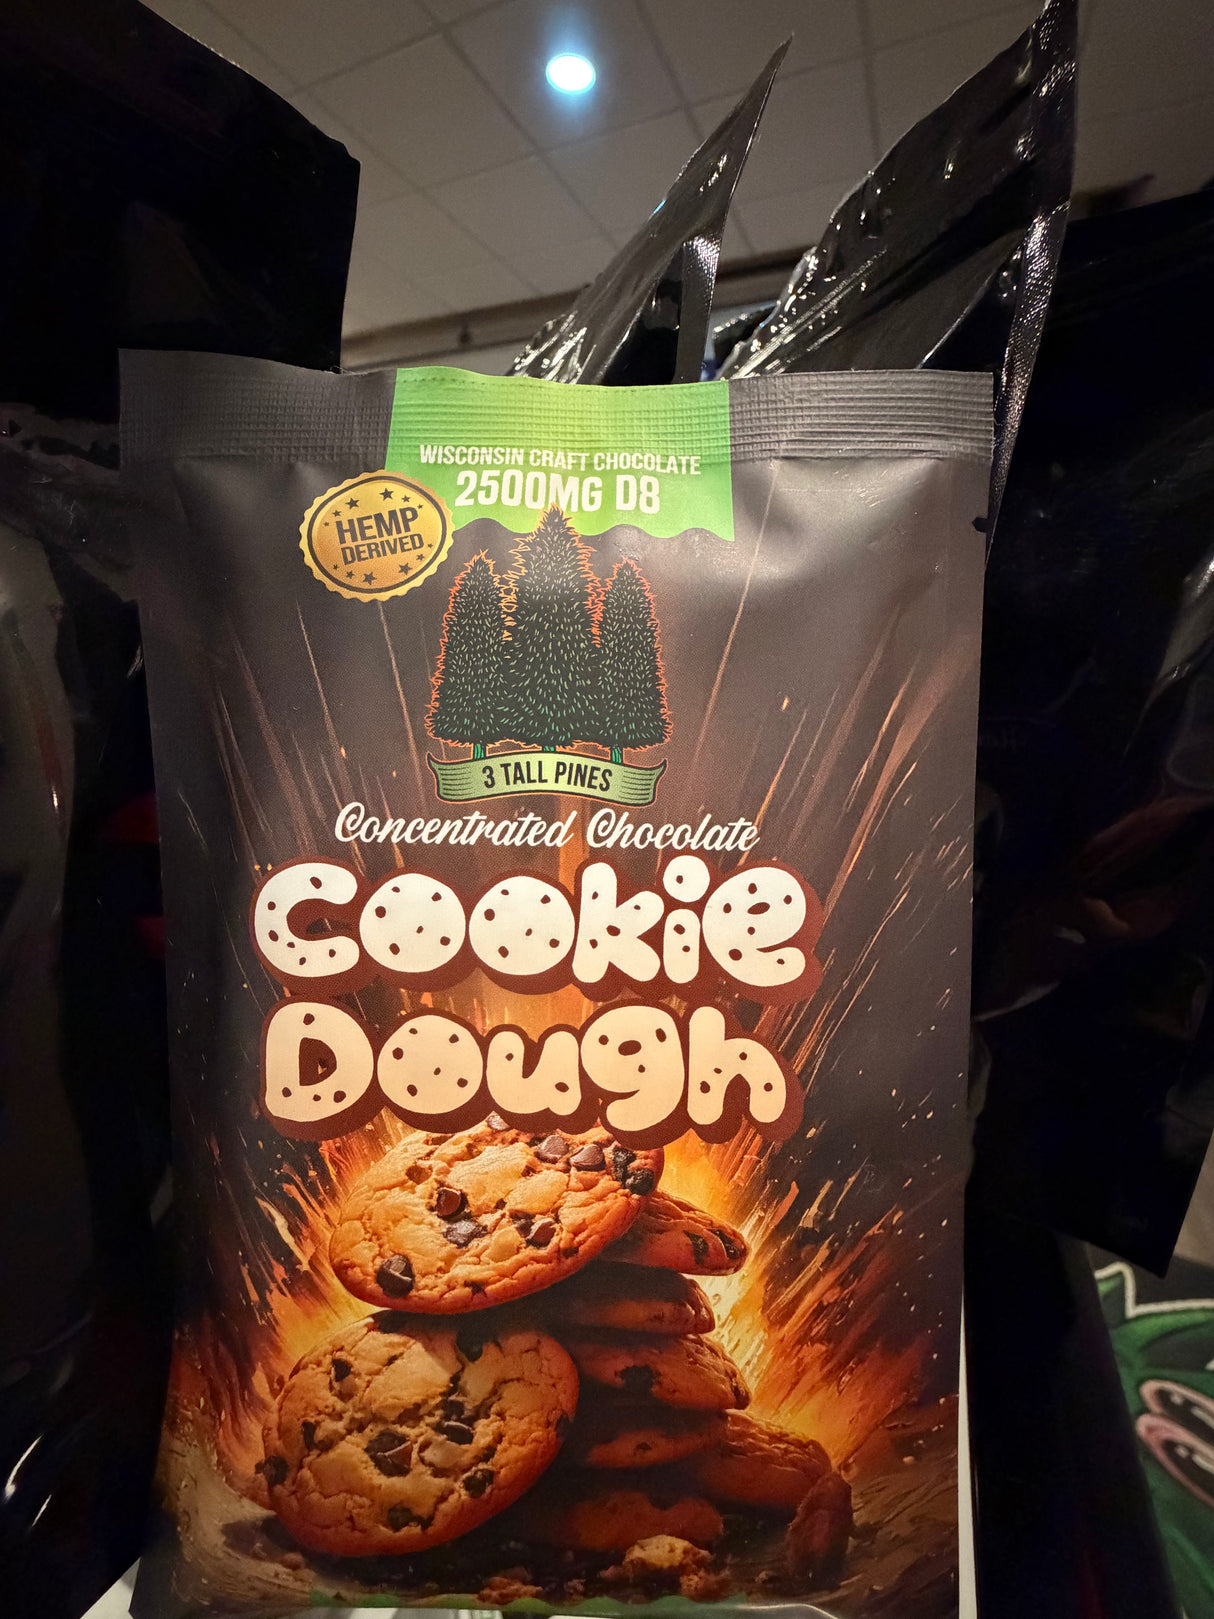 WISCONSIN CRAFT CHOCOLATE
2500MG D8
HEMP
DERIVED
3 TALL PINES
Concentrated Chocolate
Cookie
Dough